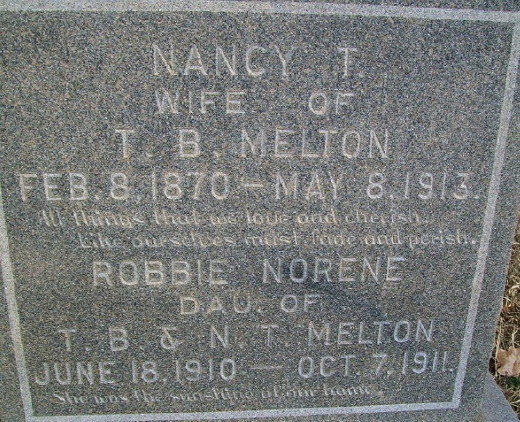 NANCY T.
WIFE OF
T. B. MELTON
FEB. 8, 1870 — MAY 8, 1913.
All things that we love and cherish,
Like ourselves must fade and perish.
ROBBIE NORENE
DAU. OF
T. B. & N. T. MELTON
JUNE 18, 1910 — OCT. 7, 1911.
She was the sunshine of our home.